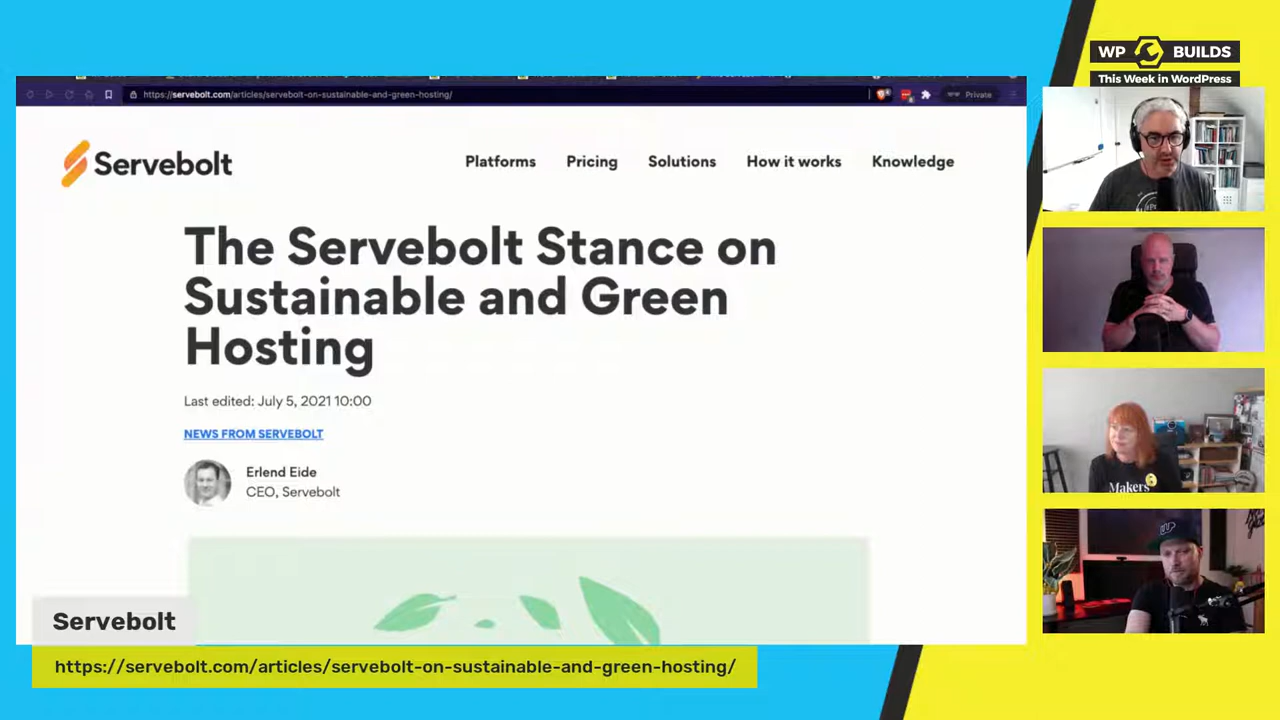 WP BUILDS
This Week in WordPress
https://servebolt.com/articles/servebolt-on-sustainable-and-green-hosting/
Private
Servebolt
Platforms
Pricing
Solutions
How it works
Knowledge
The Servebolt Stance on
Sustainable and Green
Hosting
Last edited: July 5, 2021 10:00
NEWS FROM SERVEBOLT
Erlend Eide
CEO, Servebolt
Makers
Servebolt
https://servebolt.com/articles/servebolt-on-sustainable-and-green-hosting/